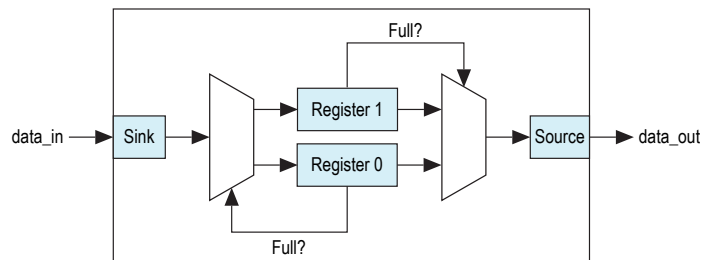 Full?
Register 1
data_in
Sink
Source
data_out
Register 0
Full?